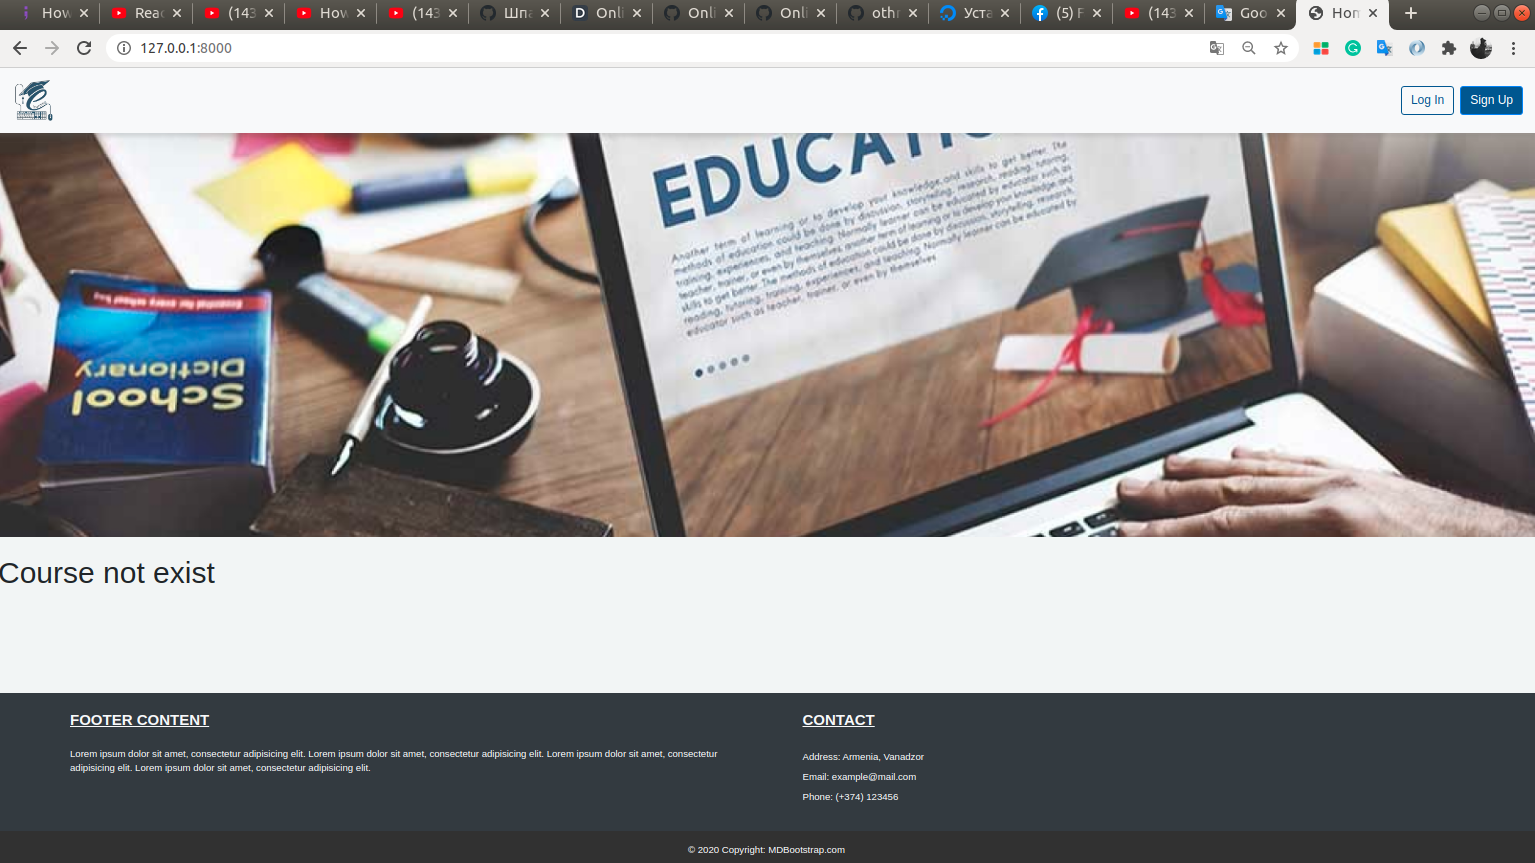 How
Reac
(143
How
(143
Шпа
Onli
Onli
Onli
othr
Уста
(5) F
(143
Goo
Hom
127.0.0.1:8000
Log In
Sign Up
EDUCATIO
Another term of learning or to develop your knowledge and skills to get better. The
methods of education could be done by discussion, storytelling, research, reading, tutoring,
training, experiences, and teaching. Normally learner can be educated by educator such as
teacher, trainer, or even by themselves. another term of learning or to develop your knowledge and
skills to get better. The methods of education could be done by discussion, storytelling, research,
reading, tutoring, training, experiences, and teaching. Normally learner can be educated by
educator such as teacher, trainer, or even by themselves
Essential for every school bag
School
Dictionary
Course not exist
FOOTER CONTENT
Lorem ipsum dolor sit amet, consectetur adipisicing elit. Lorem ipsum dolor sit amet, consectetur adipisicing elit. Lorem ipsum dolor sit amet, consectetur
adipisicing elit. Lorem ipsum dolor sit amet, consectetur adipisicing elit.
CONTACT
Address: Armenia, Vanadzor
Email: example@mail.com
Phone: (+374) 123456
© 2020 Copyright: MDBootstrap.com